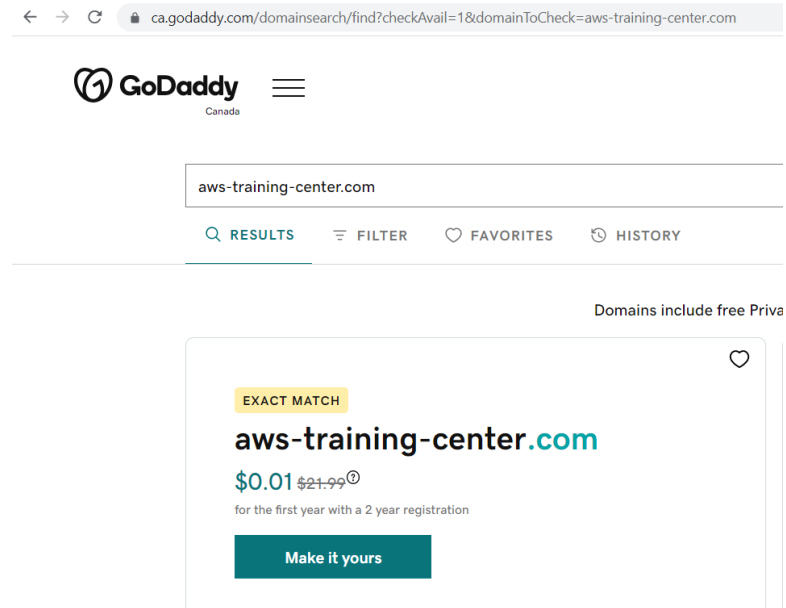 ca.godaddy.com/domainsearch/find?checkAvail=1&domainToCheck=aws-training-center.com
GoDaddy
Canada
aws-training-center.com
RESULTS FILTER FAVORITES HISTORY
Domains include free Priva
EXACT MATCH
aws-training-center.com
$0.01 $21.99 ?
for the first year with a 2 year registration
Make it yours